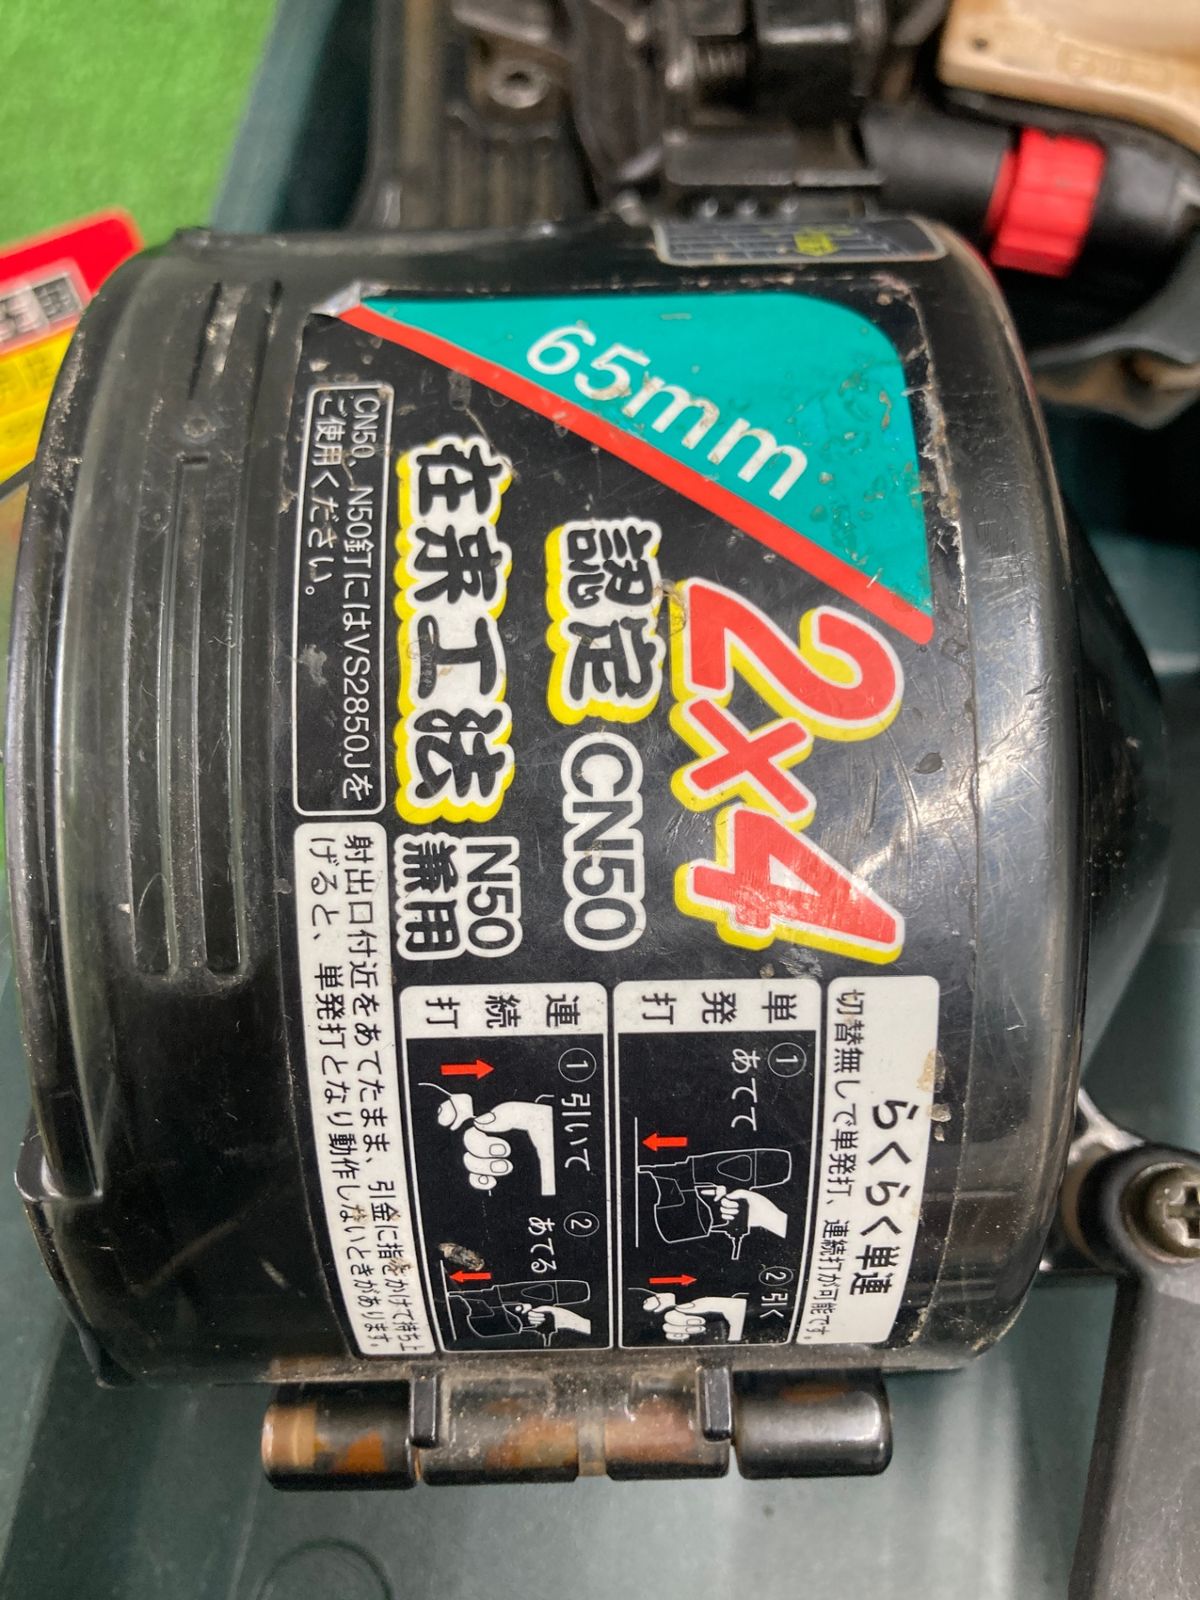 65mm
2×4
認定 CN50
在来工法
N50
兼用
CN50、N50釘にはVS2850Jを
ご使用ください。
らくらく単連
切替無しで単発打、連続打が可能です。
単発打
①あてて
②引く
連続打
①引いて
②あてる
射出口付近をあてたまま、引金に指をかけて持ち上
げると、単発打となり動作しないときがあります。